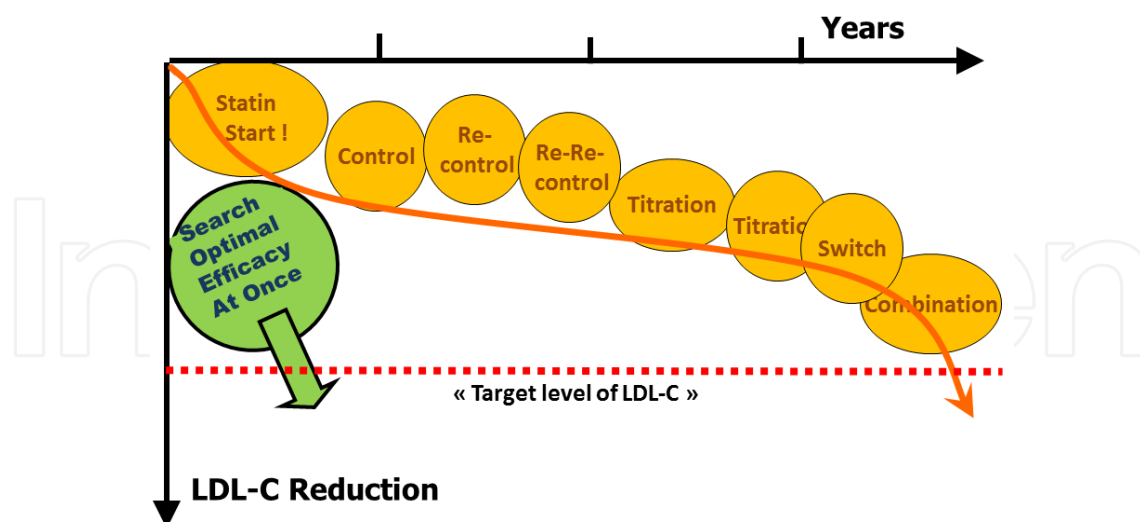 Years
Statin
Start !
Control
Re-
control
Re-Re-
control
Titration
Titratio
Switch
Combination
Search
Optimal
Efficacy
At Once
« Target level of LDL-C »
LDL-C Reduction